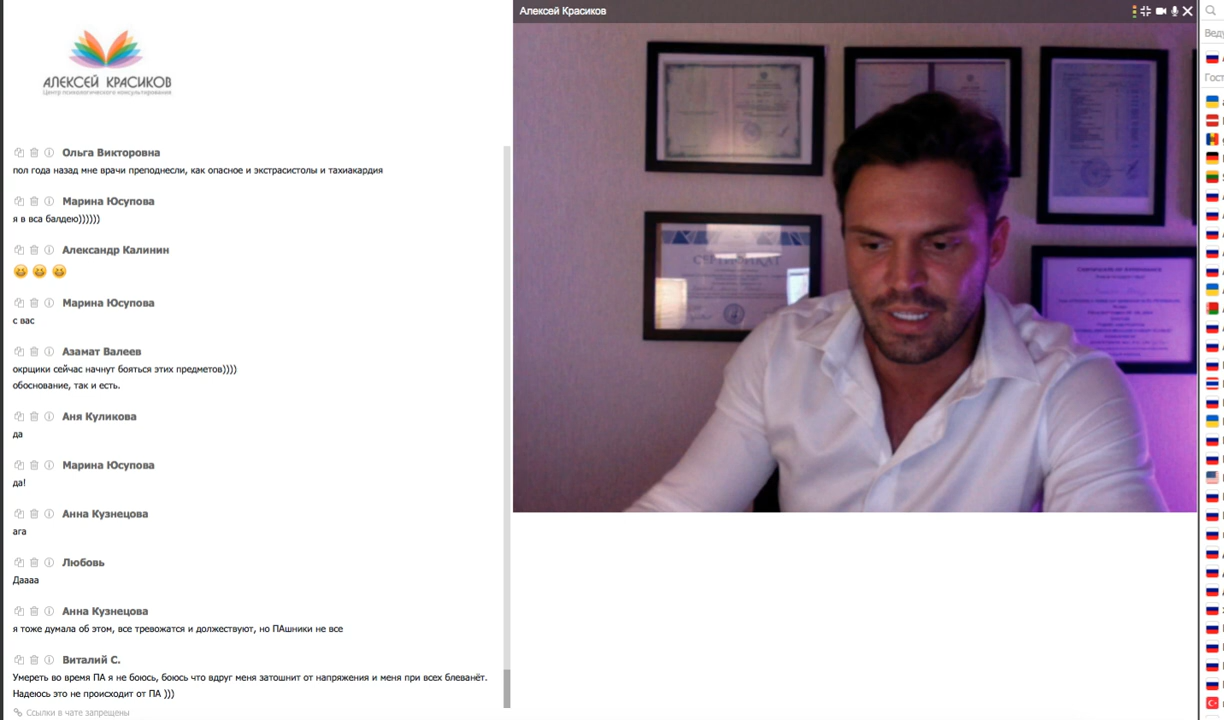 АЛЕКСЕЙ КРАСИКОВ
Центр психологического консультирования
Ольга Викторовна
пол года назад мне врачи преподнесли, как опасное и экстрасистолы и тахиакардия
Марина Юсупова
я в вса балдею))))))
Александр Калинин
Марина Юсупова
с вас
Азамат Валеев
окрщики сейчас начнут бояться этих предметов))))
обоснование, так и есть.
Аня Куликова
да
Марина Юсупова
да!
Анна Кузнецова
ага
Любовь
Даааа
Анна Кузнецова
я тоже думала об этом, все тревожатся и долженствуют, но ПАшники не все
Виталий С.
Умереть во время ПА я не боюсь, боюсь что вдруг меня затошнит от напряжения и меня при всех блеванёт.
Надеюсь это не происходит от ПА )))
Ссылки в чате запрещены
Алексей Красиков
СЕРТИФИКАТ
Веду
Гост